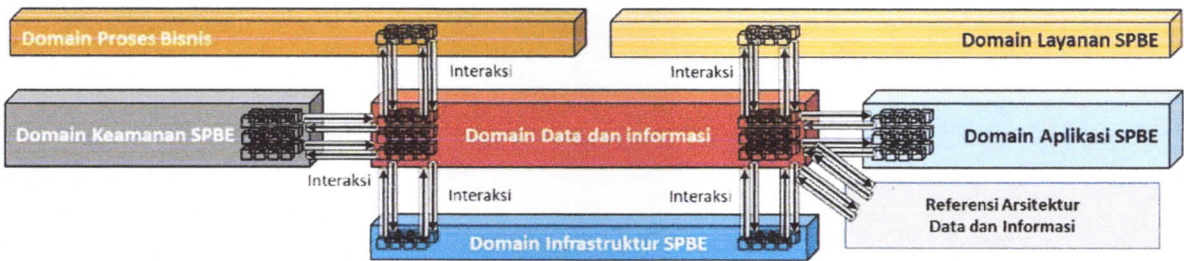 Domain Proses Bisnis
Domain Layanan SPBE
Interaksi
Interaksi
Domain Keamanan SPBE
Domain Data dan informasi
Domain Aplikasi SPBE
Interaksi
Interaksi
Interaksi
Referensi Arsitektur
Data dan Informasi
Domain Infrastruktur SPBE